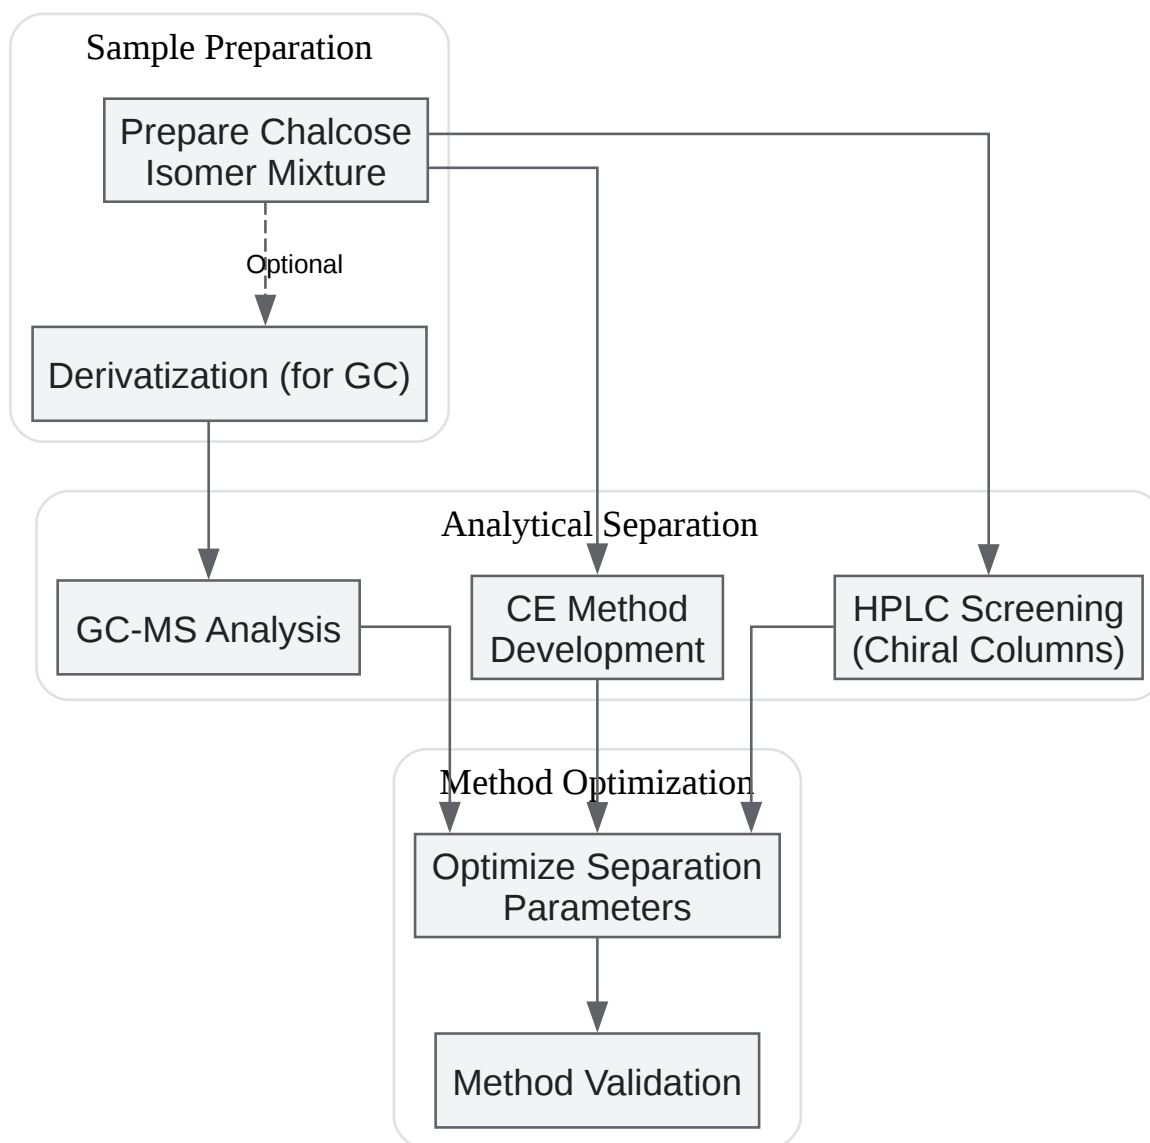 Sample Preparation
Prepare Chalcose
Isomer Mixture
Optional
Derivatization (for GC)
Analytical Separation
GC-MS Analysis
CE Method
Development
HPLC Screening
(Chiral Columns)
Method Optimization
Optimize Separation
Parameters
Method Validation